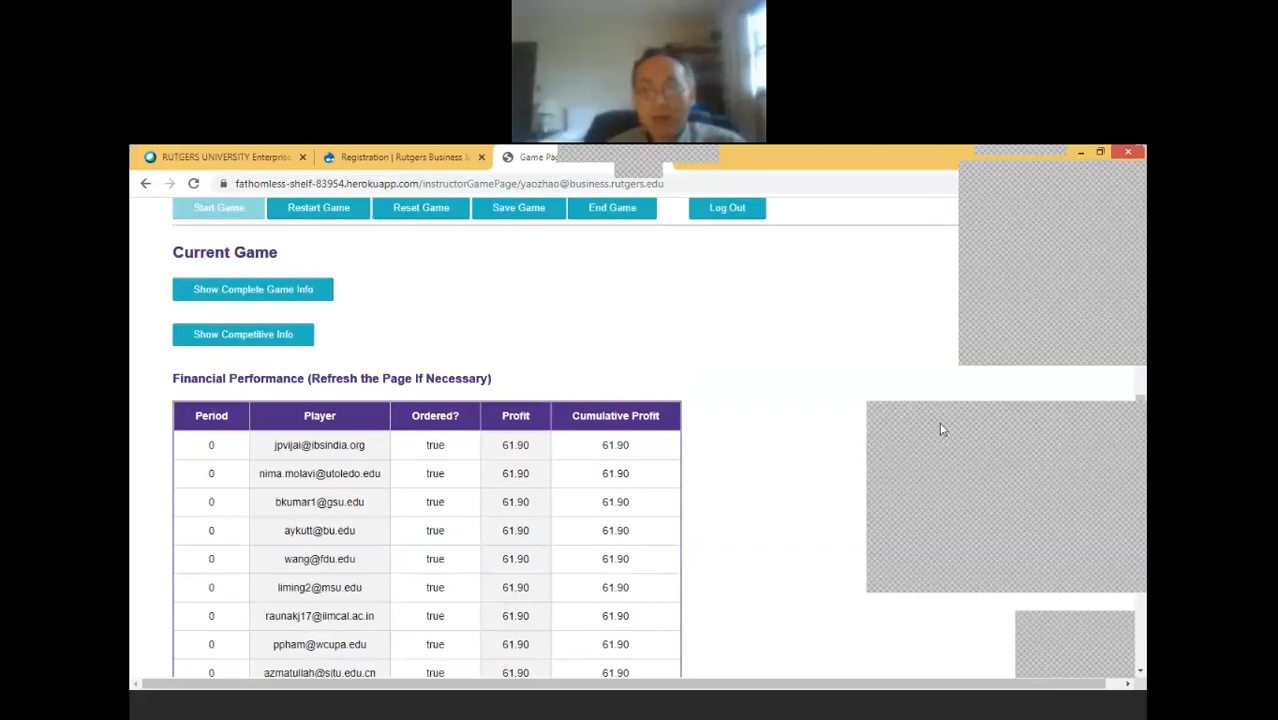 RUTGERS UNIVERSITY Enterprise
Registration | Rutgers Business S
Game Pag
fathomless-shelf-83954.herokuapp.com/instructorGamePage/yaozhao@business.rutgers.edu
Start Game Restart Game Reset Game Save Game End Game Log Out
Current Game
Show Complete Game Info
Show Competitive Info
Financial Performance (Refresh the Page If Necessary)
Period Player Ordered? Profit Cumulative Profit
0 jpvijai@ibsindia.org true 61.90 61.90
0 nima.molavi@utoledo.edu true 61.90 61.90
0 bkumar1@gsu.edu true 61.90 61.90
0 aykutt@bu.edu true 61.90 61.90
0 wang@fdu.edu true 61.90 61.90
0 liming2@msu.edu true 61.90 61.90
0 raunakj17@iimcal.ac.in true 61.90 61.90
0 ppham@wcupa.edu true 61.90 61.90
0 azmatullah@sjtu.edu.cn true 61.90 61.90